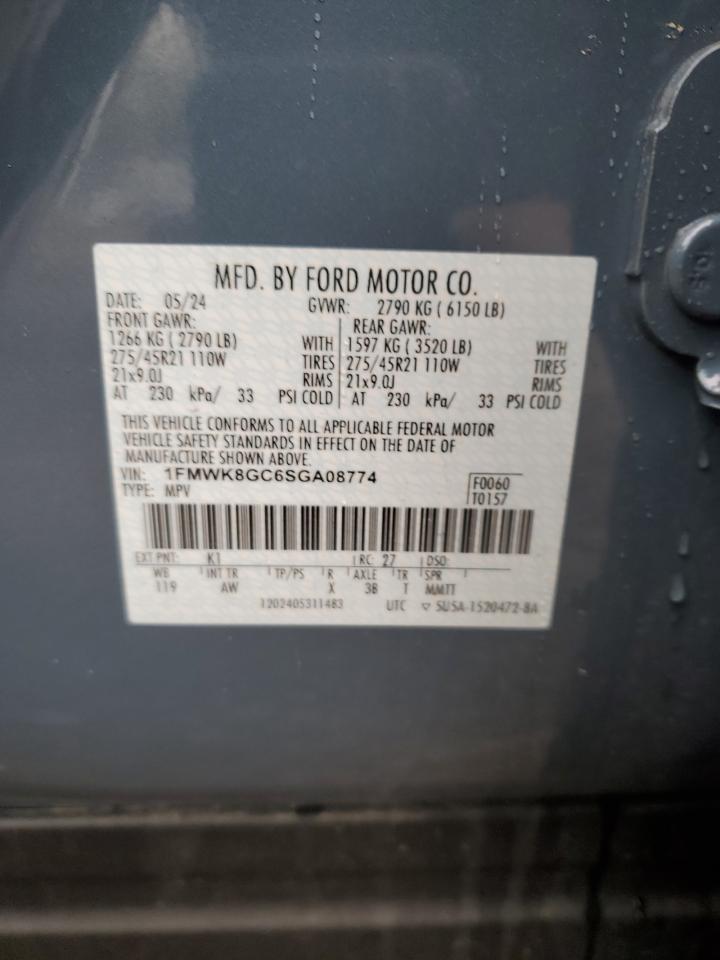 MFD. BY FORD MOTOR CO.
DATE: 05/24 GVWR: 2790 KG ( 6150 LB)
FRONT GAWR: REAR GAWR:
1266 KG ( 2790 LB) WITH 1597 KG ( 3520 LB) WITH
275/45R21 110W TIRES 275/45R21 110W TIRES
21x9.0J RIMS 21x9.0J RIMS
AT 230 kPa/ 33 PSI COLD AT 230 kPa/ 33 PSI COLD
THIS VEHICLE CONFORMS TO ALL APPLICABLE FEDERAL MOTOR
VEHICLE SAFETY STANDARDS IN EFFECT ON THE DATE OF
MANUFACTURE SHOWN ABOVE.
VIN: 1FMWK8GC6SGA08774 F0060
TYPE: MPV T0157
EXT PNT: K1 RC: 27 DSO:
WB INT TR TP/PS R AXLE TR SPR
119 AW X 3B T MMTT
1202405311483 UTC ▽ SUSA-1520472-BA